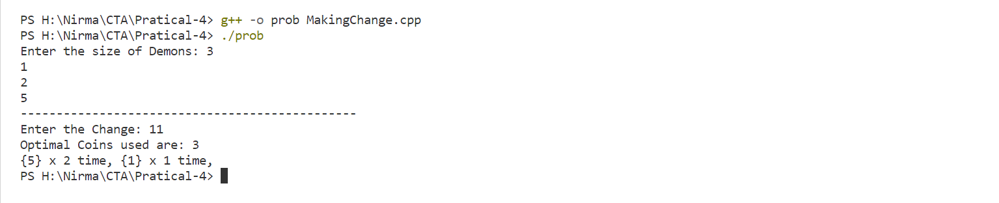 PS H:\Nirma\CTA\Pratical-4> g++ -o prob MakingChange.cpp
PS H:\Nirma\CTA\Pratical-4> ./prob
Enter the size of Demons: 3
1
2
5
-----------------------------------------------
Enter the Change: 11
Optimal Coins used are: 3
{5} x 2 time, {1} x 1 time,
PS H:\Nirma\CTA\Pratical-4>